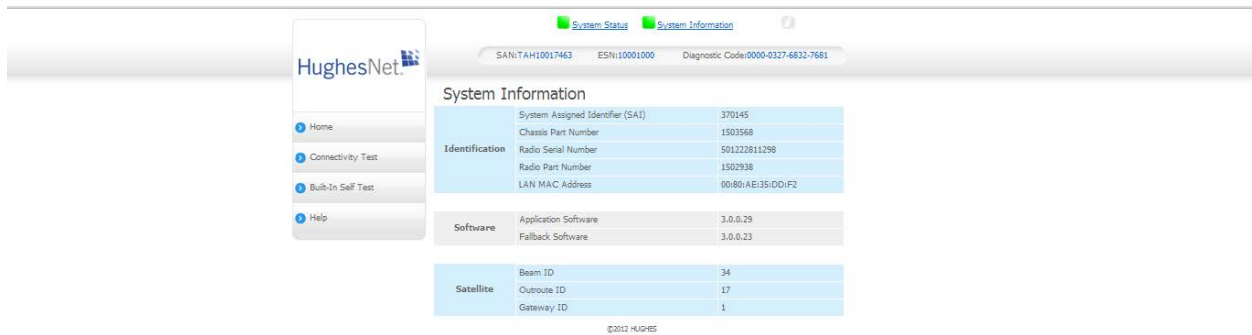 System Status System Information i
HughesNet.
SAN:TAH10017463 ESN:10001000 Diagnostic Code:0000-0327-6832-7681
Home
Connectivity Test
Built-In Self Test
Help
System Information
Identification
System Assigned Identifier (SAI) 370145
Chassis Part Number 1503568
Radio Serial Number 501222811298
Radio Part Number 1502938
LAN MAC Address 00:80:AE:35:DD:F2
Software
Application Software 3.0.0.29
Fallback Software 3.0.0.23
Satellite
Beam ID 34
Outroute ID 17
Gateway ID 1
©2012 HUGHES